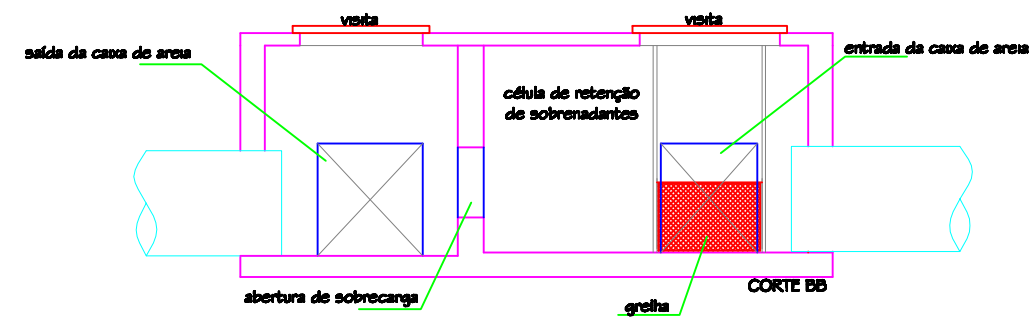 visita
visita
saída da caixa de areia
entrada da caixa de areia
célula de retenção
de sobrenadantes
CORTE BB
abertura de sobrecarga
grelha